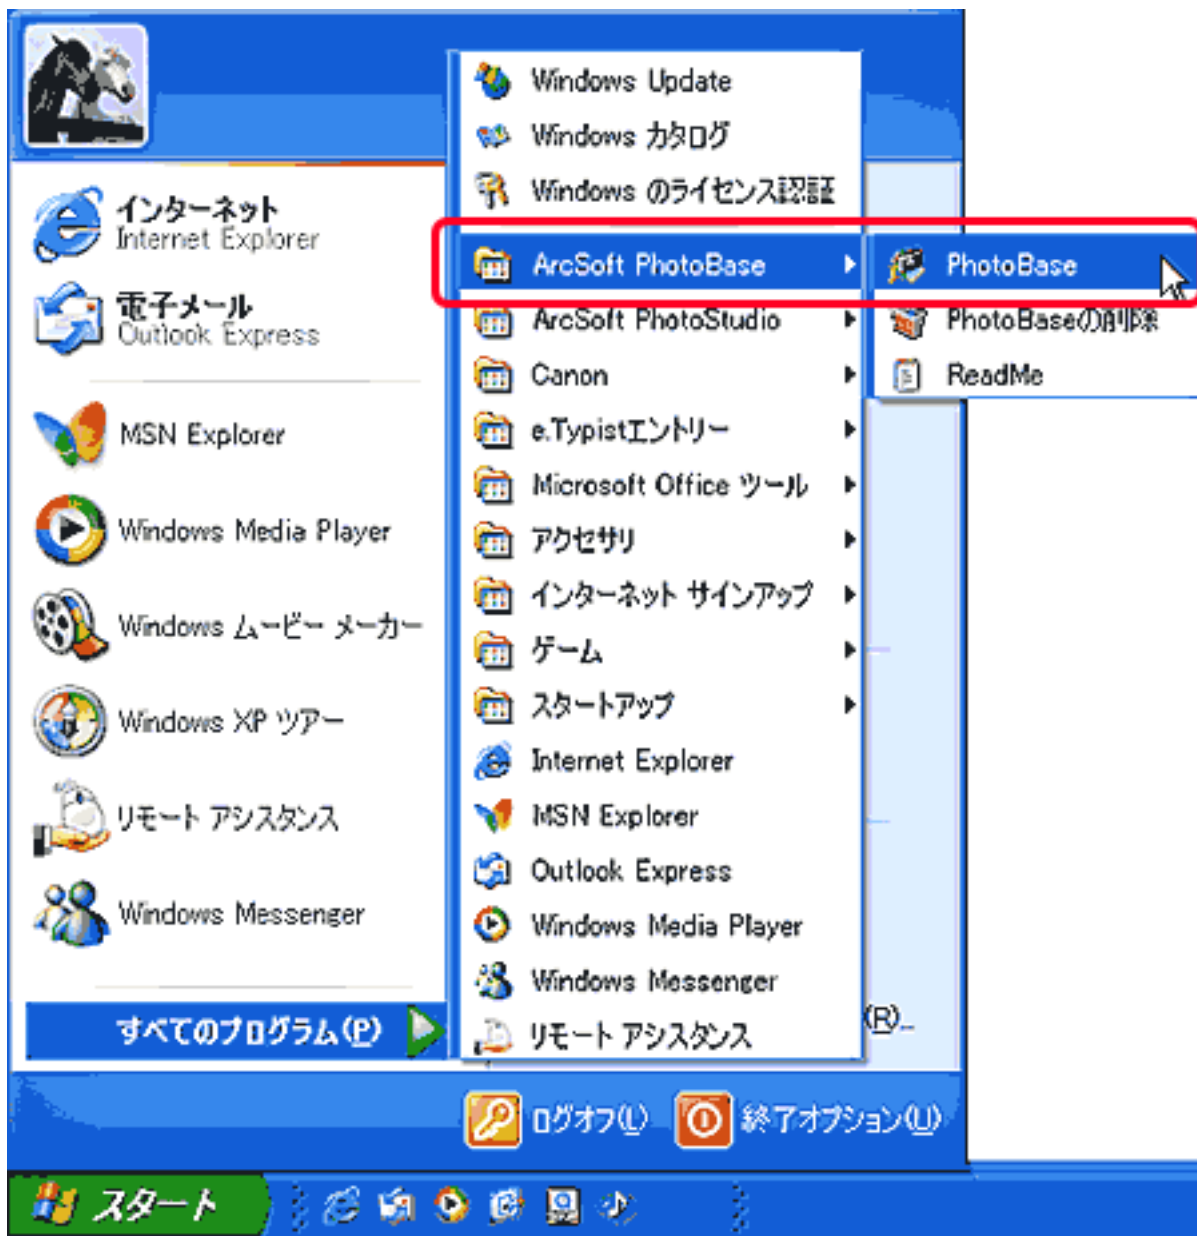 インターネット
Internet Explorer
電子メール
Outlook Express
MSN Explorer
Windows Media Player
Windows ムービー メーカー
Windows XP ツアー
リモート アシスタンス
Windows Messenger
すべてのプログラム(P)
Windows Update
Windows カタログ
Windows のライセンス認証
ArcSoft PhotoBase
ArcSoft PhotoStudio
Canon
e.Typistエントリー
Microsoft Office ツール
アクセサリ
インターネット サインアップ
ゲーム
スタートアップ
Internet Explorer
MSN Explorer
Outlook Express
Windows Media Player
Windows Messenger
リモート アシスタンス
PhotoBase
PhotoBaseの削除
ReadMe
(R)...
ログオフ(L)
終了オプション(U)
スタート